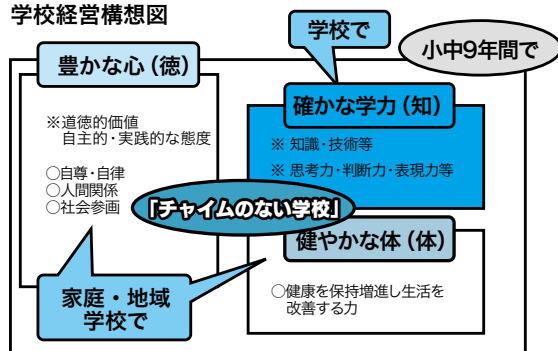 学校経営構想図
学校で
小中9年間で
豊かな心（徳）
※道徳的価値
自主的・実践的な態度
○自尊・自律
○人間関係
○社会参画
確かな学力（知）
※ 知識・技術等
※ 思考力・判断力・表現力等
「チャイムのない学校」
健やかな体（体）
○健康を保持増進し生活を
改善する力
家庭・地域
学校で